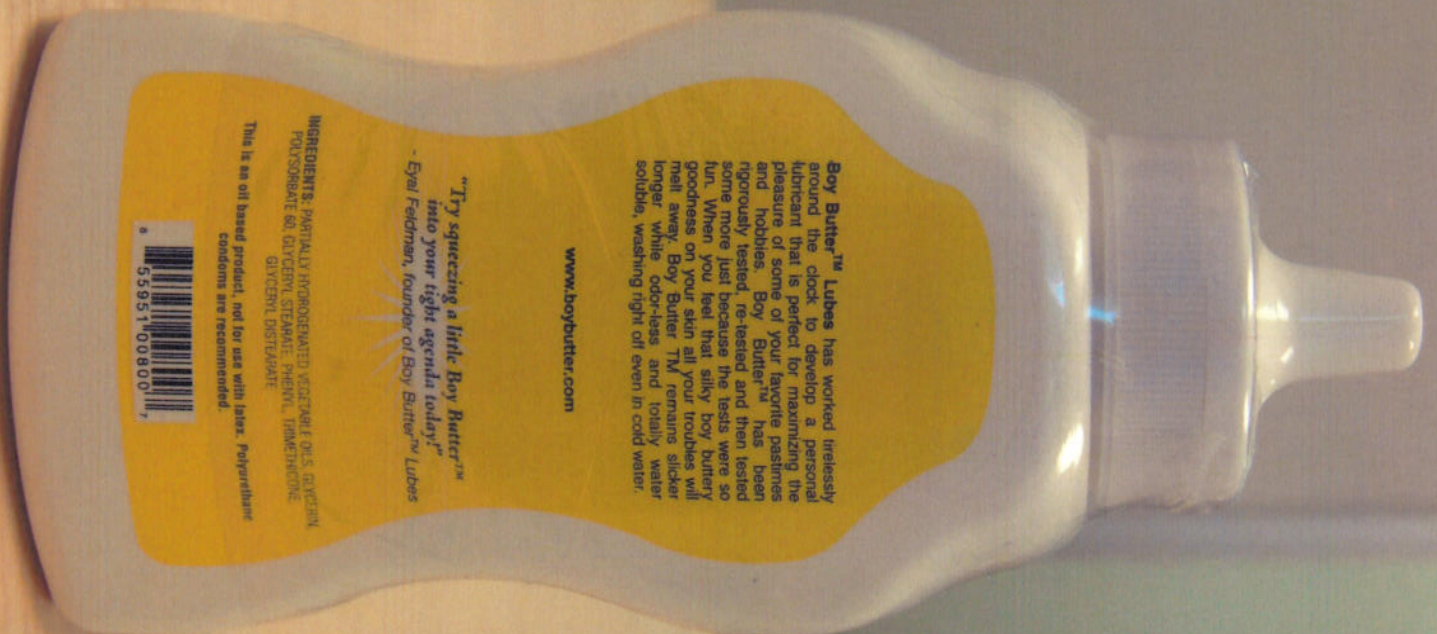 Boy Butter™ Lubes has worked tirelessly
around the clock to develop a personal
lubricant that is perfect for maximizing the
pleasure of some of your favorite pastimes
and hobbies. Boy Butter™ has been
rigorously tested, re-tested and then tested
some more just because the tests were so
fun. When you feel that silky boy buttery
goodness on your skin all your troubles will
melt away. Boy Butter TM remains slicker
longer while odor-less and totally water
soluble, washing right off even in cold water.
www.boybutter.com
"Try squeezing a little Boy Butter™
into your tight agenda today!"
- Eyal Feldman, founder of Boy Butter™ Lubes
INGREDIENTS: PARTIALLY HYDROGENATED VEGETABLE OILS, GLYCERIN,
POLYSORBATE 60, GLYCERYL STEARATE, PHENYL TRIMETHICONE,
GLYCERYL DISTEARATE
This is an oil based product, not for use with latex. Polyurethane
condoms are recommended.
8 55951 00800 7